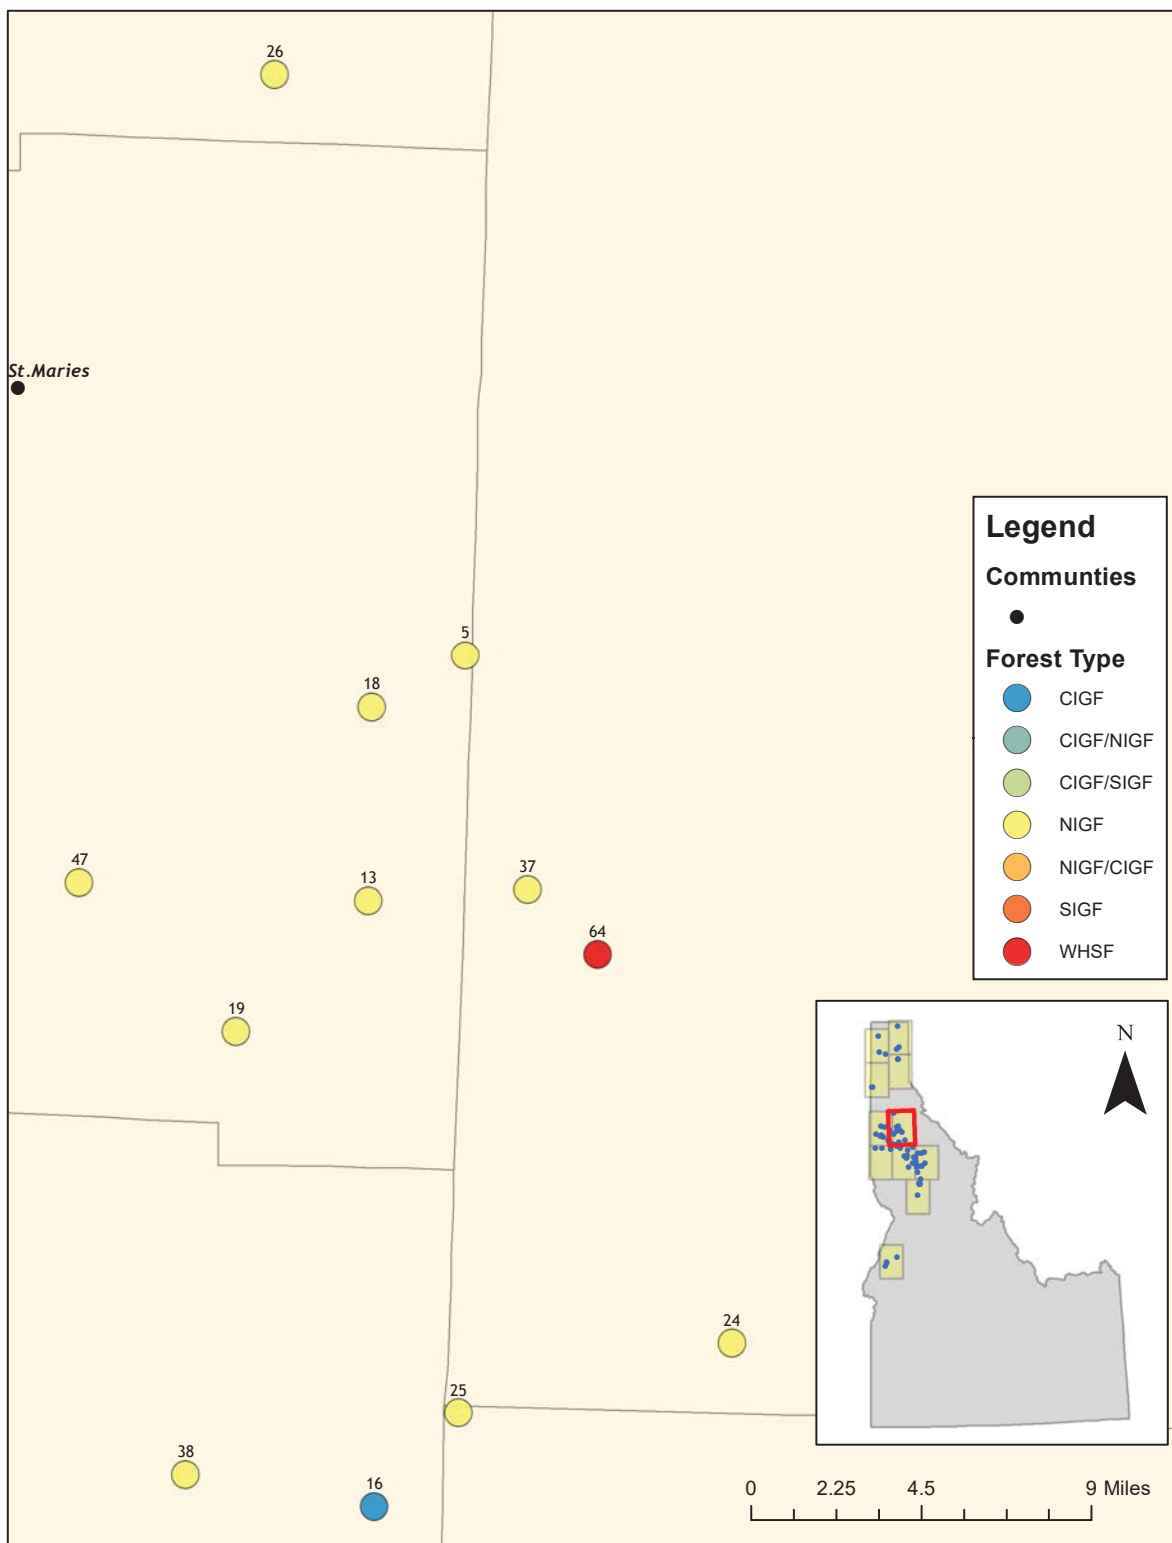 26
St.Maries
Legend
Communties
5
Forest Type
18
CIGF
CIGF/NIGF
CIGF/SIGF
NIGF
47
13
37
NIGF/CIGF
SIGF
64
WHSF
19
N
24
25
38
16
0 2.25 4.5 9 Miles